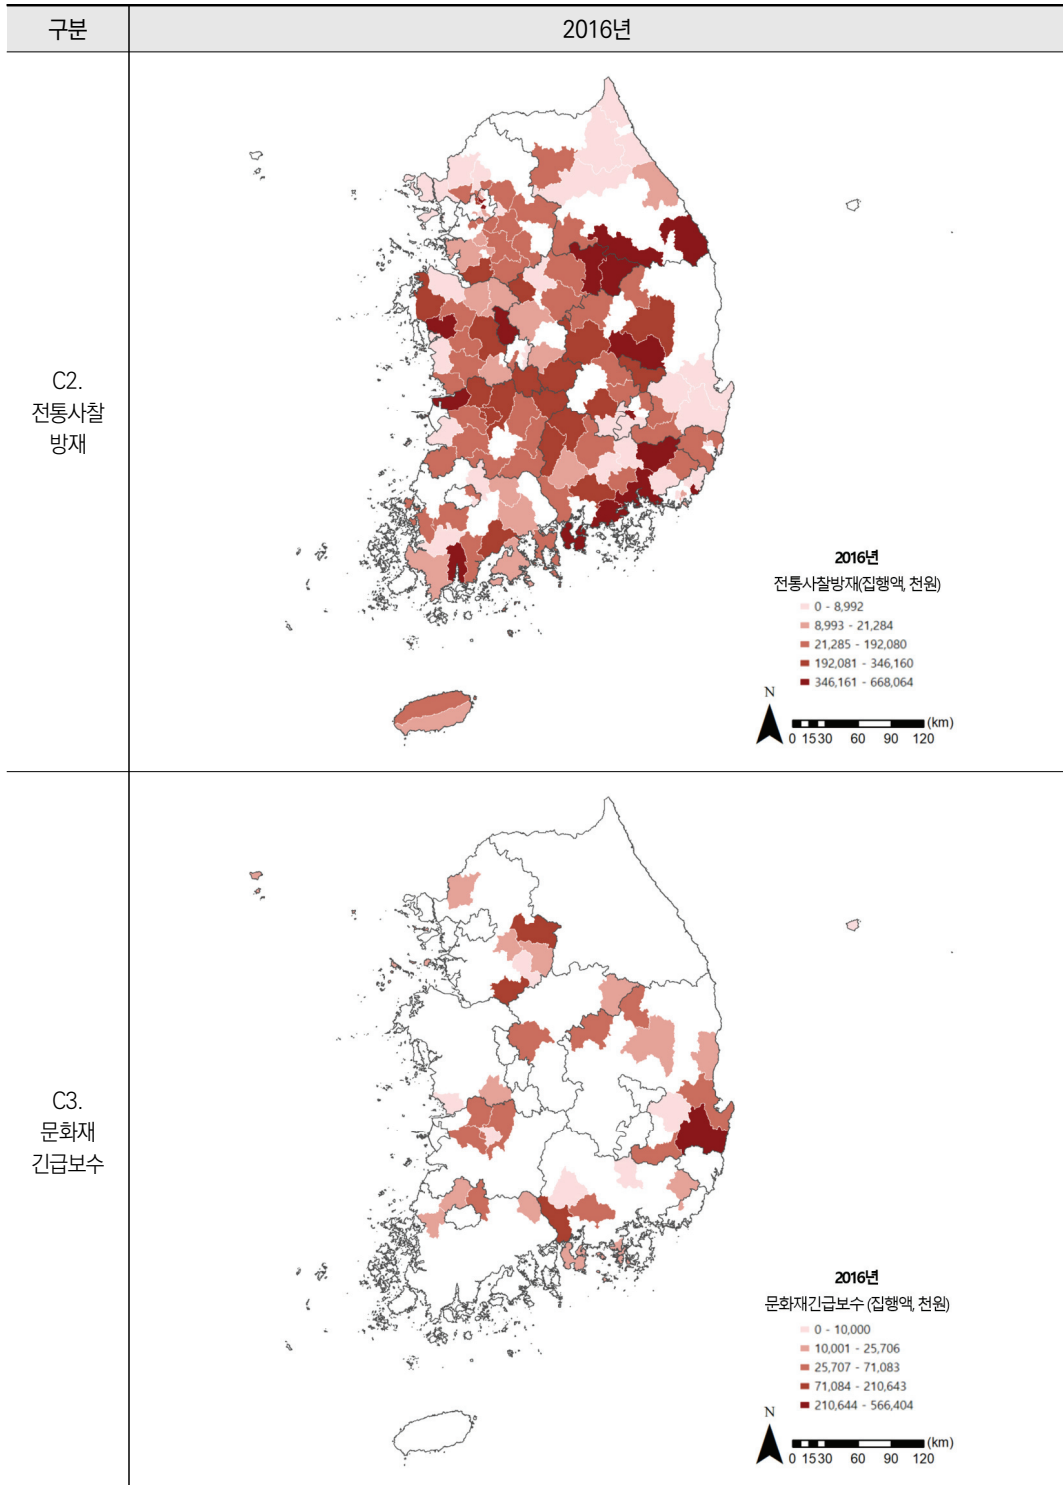 구분
2016년
C2.
전통사찰
방재
2016년
전통사찰방재(집행액, 천원)
0 - 8,992
8,993 - 21,284
21,285 - 192,080
192,081 - 346,160
346,161 - 668,064
N
(km)
0 15 30 60 90 120
C3.
문화재
긴급보수
2016년
문화재긴급보수 (집행액, 천원)
0 - 10,000
10,001 - 25,706
25,707 - 71,083
71,084 - 210,643
210,644 - 566,404
N
(km)
0 15 30 60 90 120